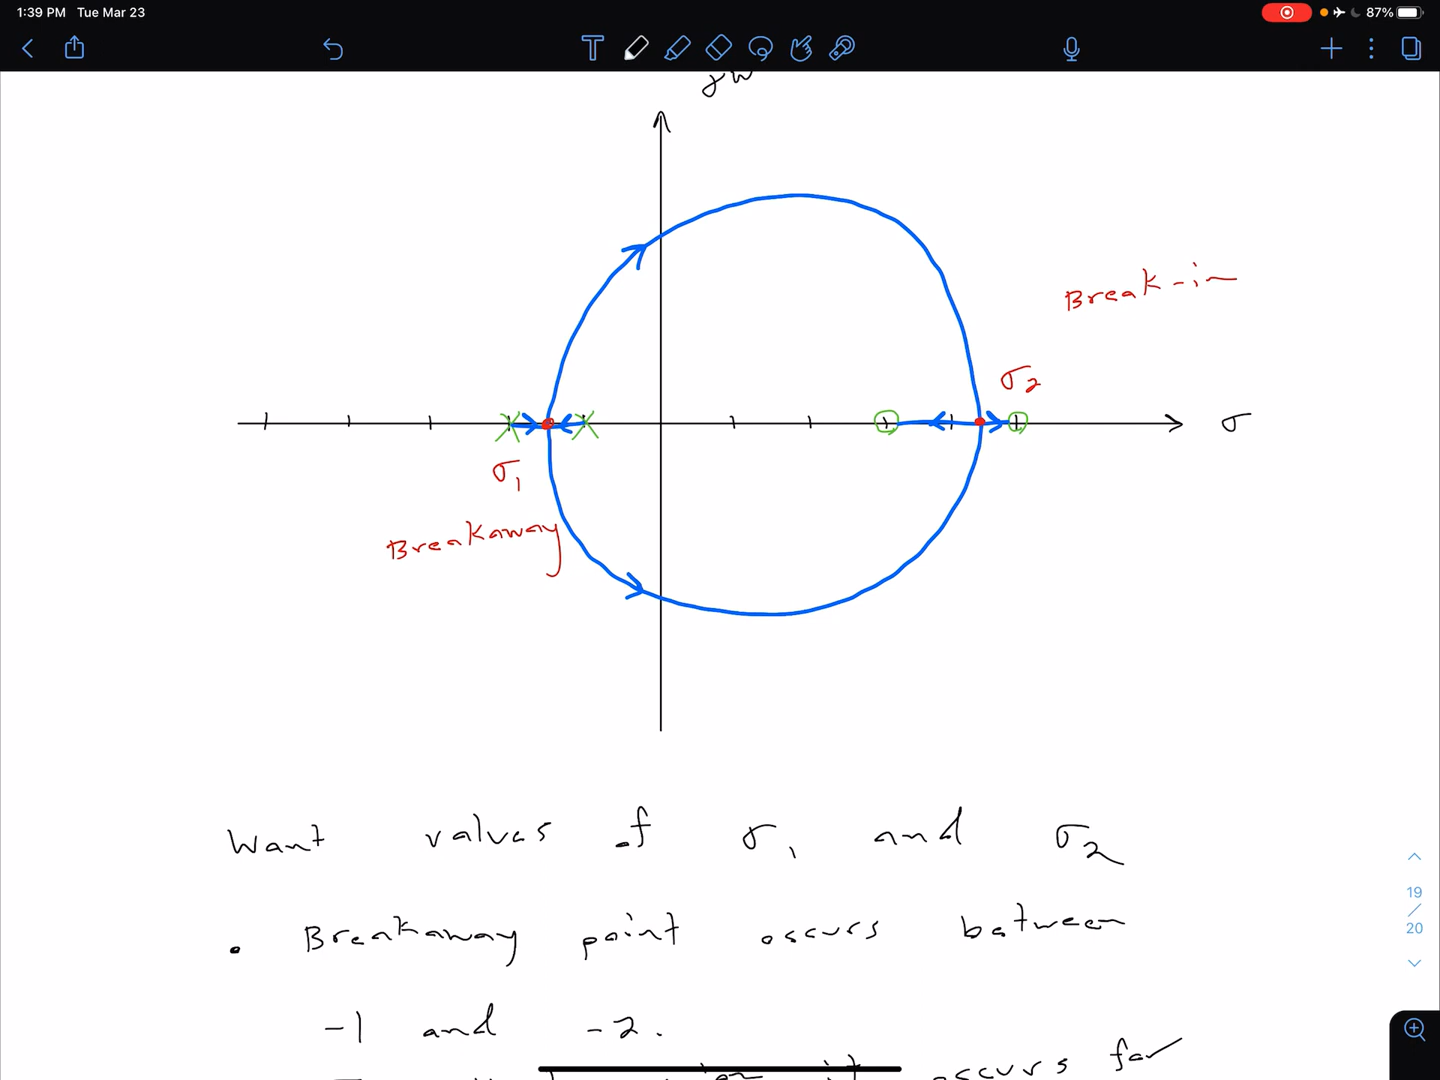 1:39 PM Tue Mar 23
87%
jω
Break-in
σ2
σ
σ1
Breakaway
Want values of σ1 and σ2
• Breakaway point occurs between
-1 and -2.
occurs for
19
/
20